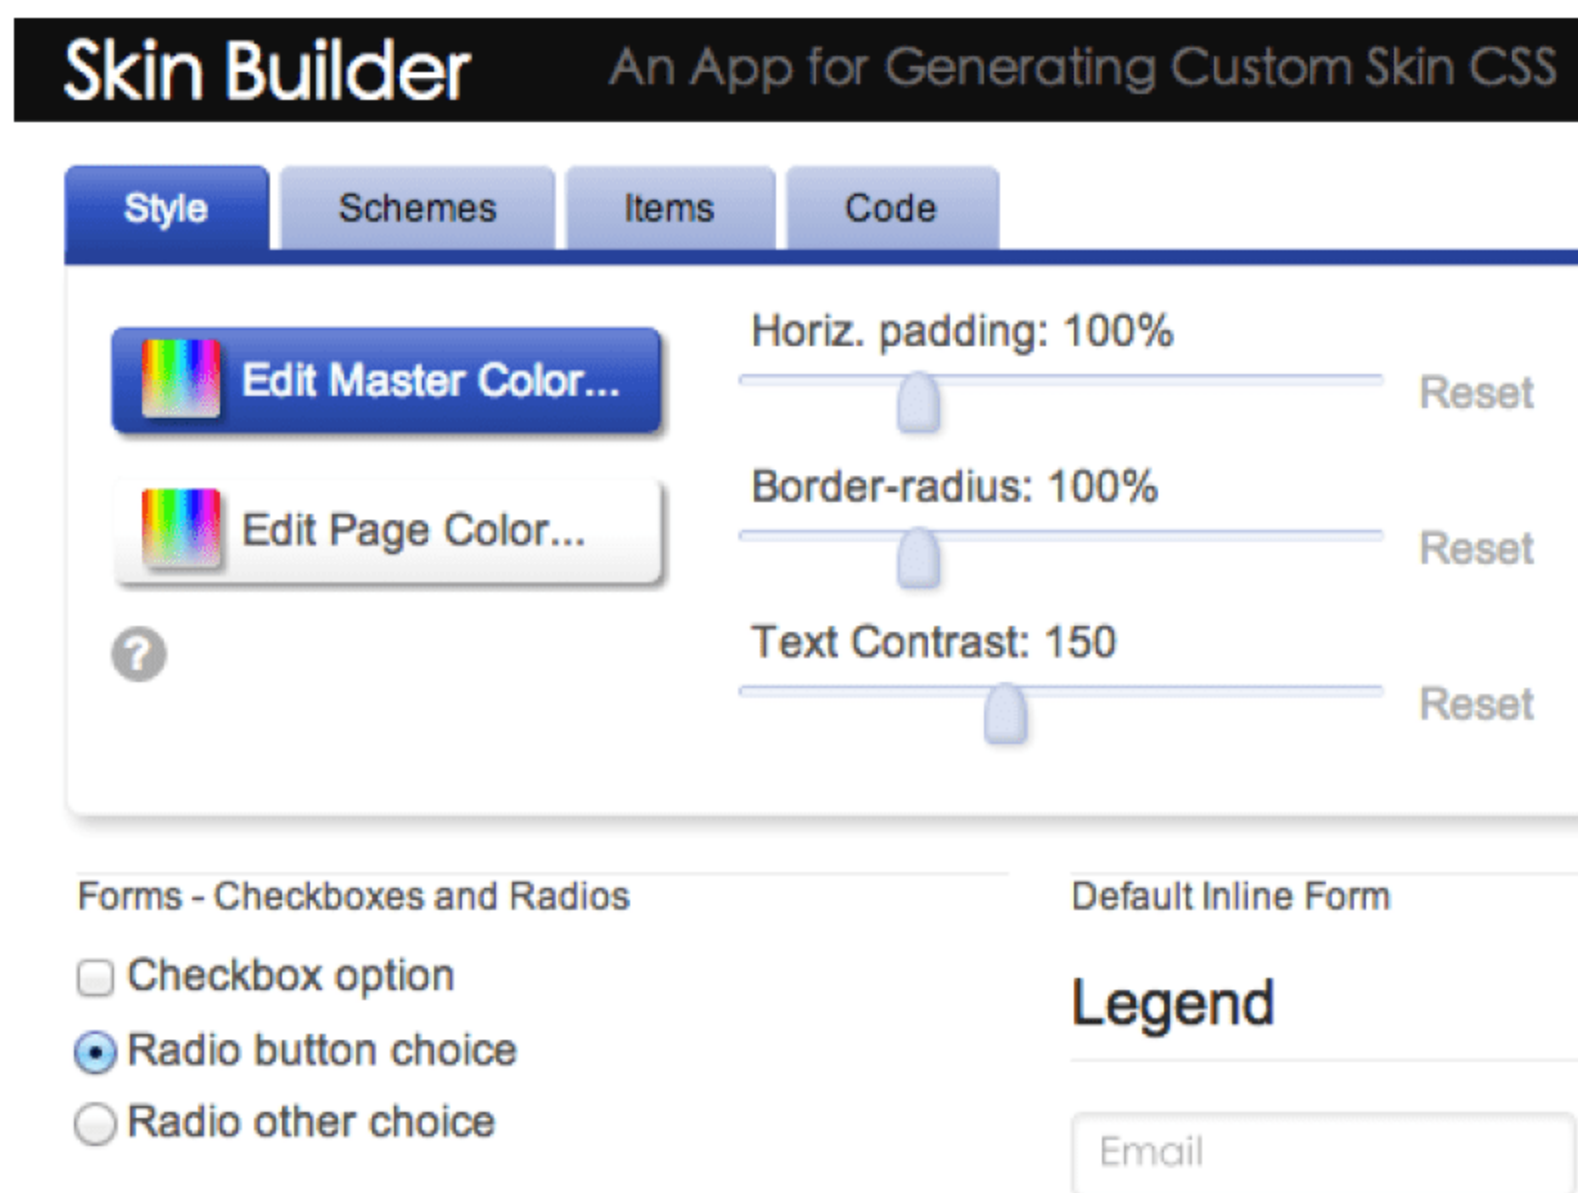 Skin Builder An App for Generating Custom Skin CSS
Style Schemes Items Code
Edit Master Color...
Edit Page Color...
?
Horiz. padding: 100%
Reset
Border-radius: 100%
Reset
Text Contrast: 150
Reset
Forms - Checkboxes and Radios
Checkbox option
Radio button choice
Radio other choice
Default Inline Form
Legend
Email